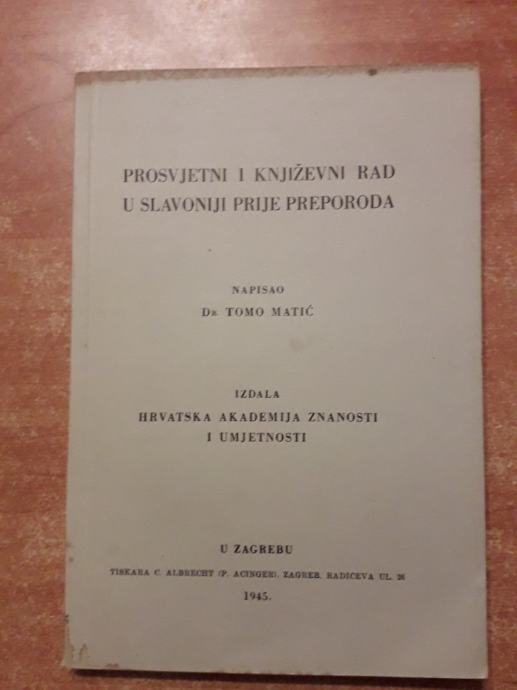 PROSVJETNI I KNJIŽEVNI RAD
U SLAVONIJI PRIJE PREPORODA
NAPISAO
DR. TOMO MATIĆ
IZDALA
HRVATSKA AKADEMIJA ZNANOSTI
I UMJETNOSTI
U ZAGREBU
TISKARA C. ALBRECHT (P. ACINGER). ZAGREB. RADIĆEVA UL. 26
1945.